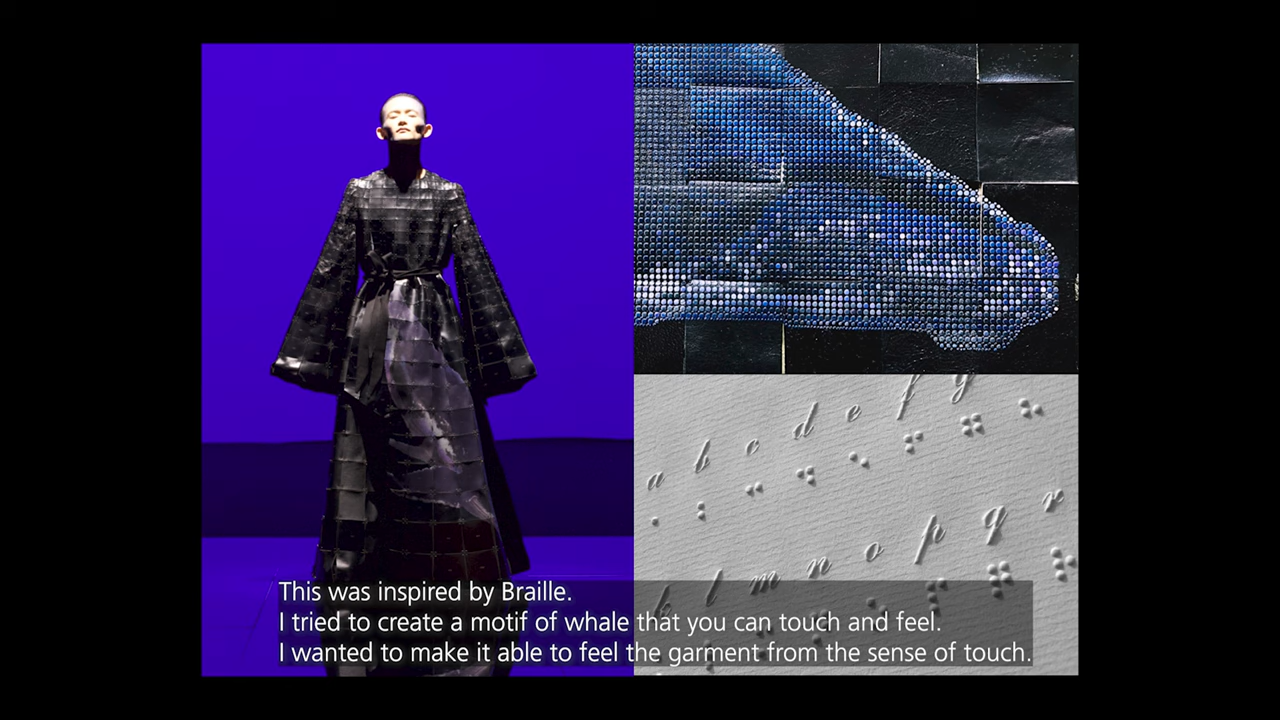 a b c d e f g
k l m n o p q r
This was inspired by Braille.
I tried to create a motif of whale that you can touch and feel.
I wanted to make it able to feel the garment from the sense of touch.